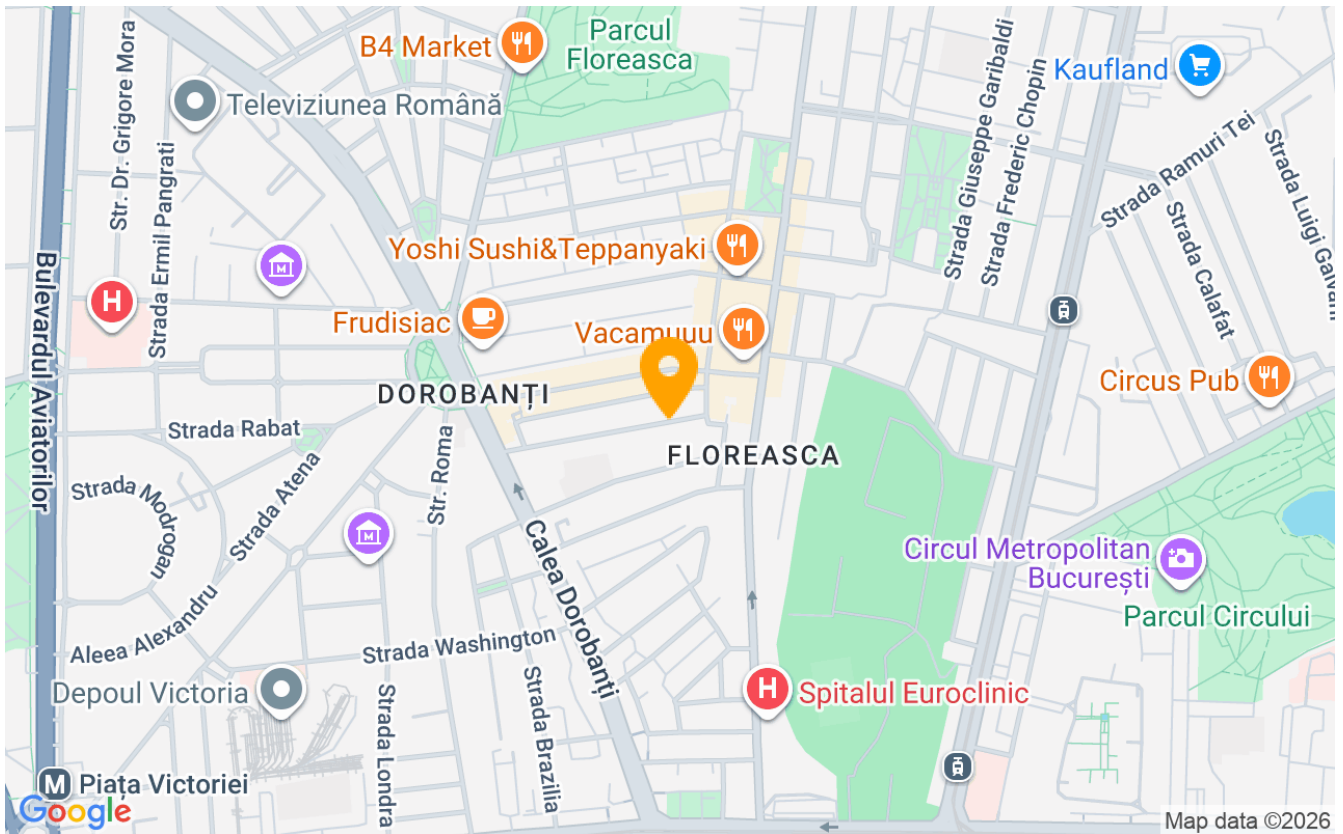 B4 Market
Parcul
Floreasca
Strada Giuseppe Garibaldi
Strada Frederic Chopin
Kaufland
Str. Dr. Grigore Mora
Televiziunea Română
Strada Ermil Pangrati
Strada Ramuri Tei
Strada Luigi Galvani
Strada Calafat
Bulevardul Aviatorilor
H
M
Yoshi Sushi&Teppanyaki
Frudisiac
Vacamuuu
Circus Pub
DOROBANȚI
Strada Rabat
Str. Roma
FLOREASCA
Strada Modrogan
Strada Atena
M
Calea Dorobanți
Circul Metropolitan
București
Parcul Circului
Aleea Alexandru
Strada Washington
Depoul Victoria
Strada Londra
Strada Brazilia
H
Spitalul Euroclinic
M
Piața Victoriei
Google
Map data ©2026